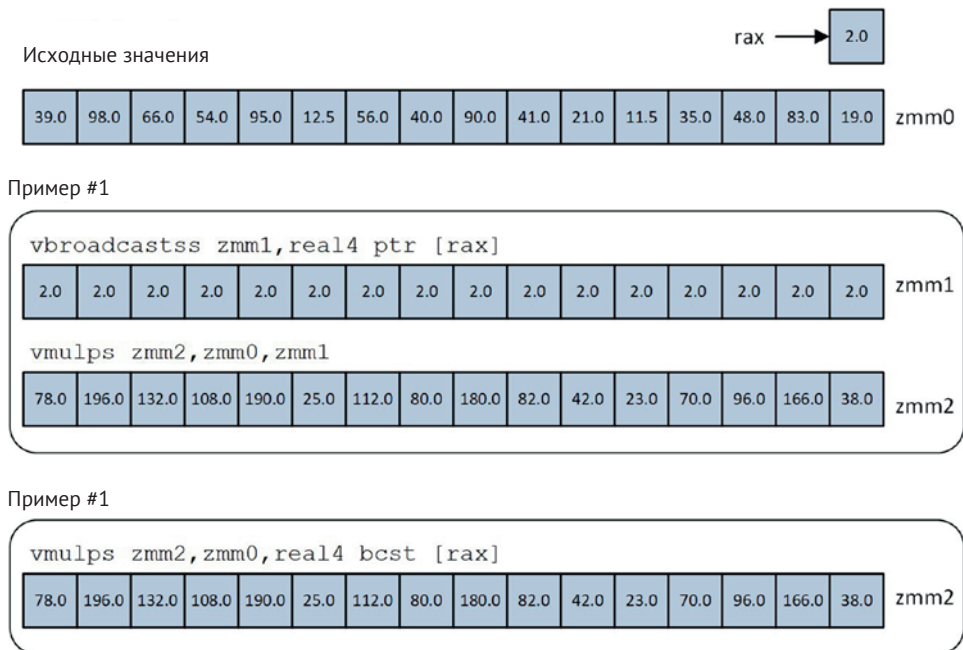 rax 2.0
Исходные значения
39.0 98.0 66.0 54.0 95.0 12.5 56.0 40.0 90.0 41.0 21.0 11.5 35.0 48.0 83.0 19.0 zmm0
Пример #1
vbroadcastss zmm1,real4 ptr [rax]
2.0 2.0 2.0 2.0 2.0 2.0 2.0 2.0 2.0 2.0 2.0 2.0 2.0 2.0 2.0 2.0 zmm1
vmulps zmm2,zmm0,zmm1
78.0 196.0 132.0 108.0 190.0 25.0 112.0 80.0 180.0 82.0 42.0 23.0 70.0 96.0 166.0 38.0 zmm2
Пример #1
vmulps zmm2,zmm0,real4 bcst [rax]
78.0 196.0 132.0 108.0 190.0 25.0 112.0 80.0 180.0 82.0 42.0 23.0 70.0 96.0 166.0 38.0 zmm2